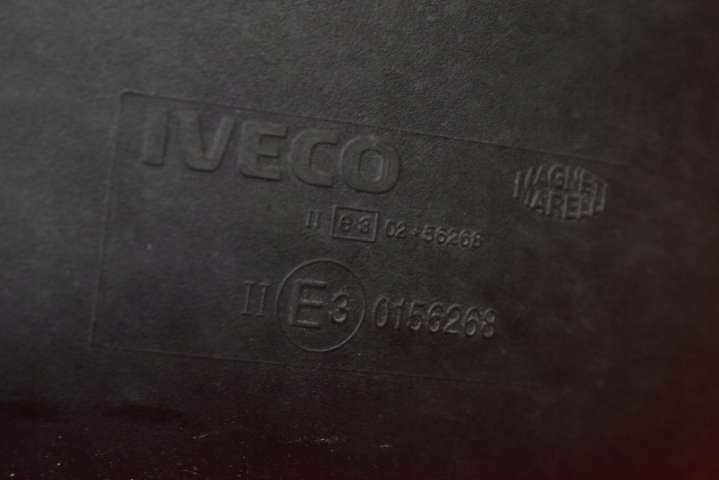 IVECO
MAGNETI
MARELLI
II e3 02*56268
II E3 0156268